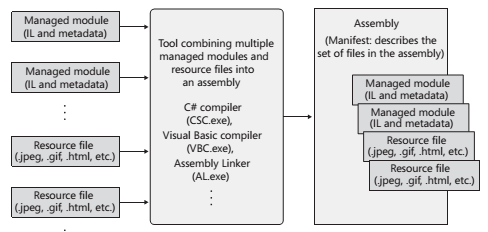 Managed module
(IL and metadata)
Managed module
(IL and metadata)
Resource file
(.jpeg, .gif, .html, etc.)
Resource file
(.jpeg, .gif, .html, etc.)
Tool combining multiple
managed modules and
resource files into
an assembly
C# compiler
(CSC.exe),
Visual Basic compiler
(VBC.exe),
Assembly Linker
(AL.exe)
Assembly
(Manifest: describes the
set of files in the assembly)
Managed module
(IL and metadata)
Managed module
(IL and metadata)
Resource file
(.jpeg, .gif, .html, etc.)
Resource file
(.jpeg, .gif, .html, etc.)